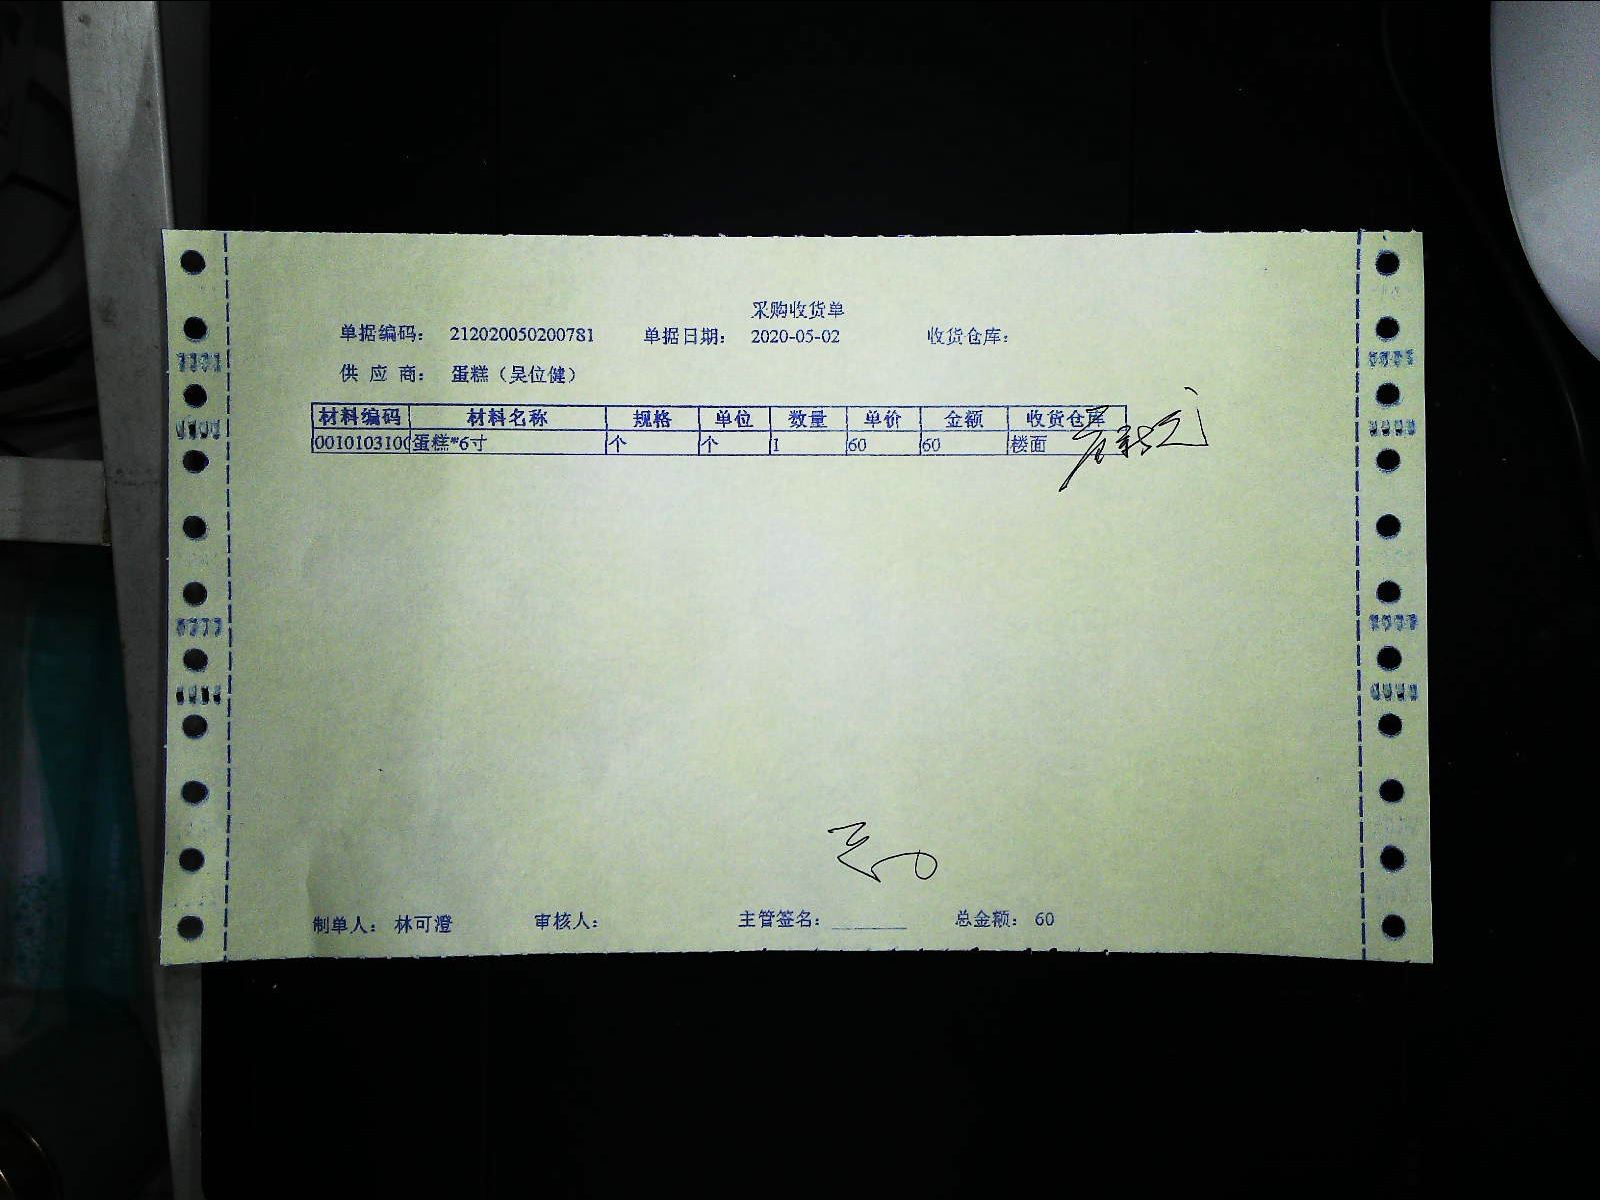 采购收货单
单据编码: 212020050200781 单据日期: 2020-05-02 收货仓库:
供 应 商: 蛋糕（吴位健）
材料编码 材料名称 规格 单位 数量 单价 金额 收货仓库
0010103100 蛋糕*6寸 个 个 1 60 60 楼面
制单人: 林可澄 审核人: 主管签名: 总金额: 60